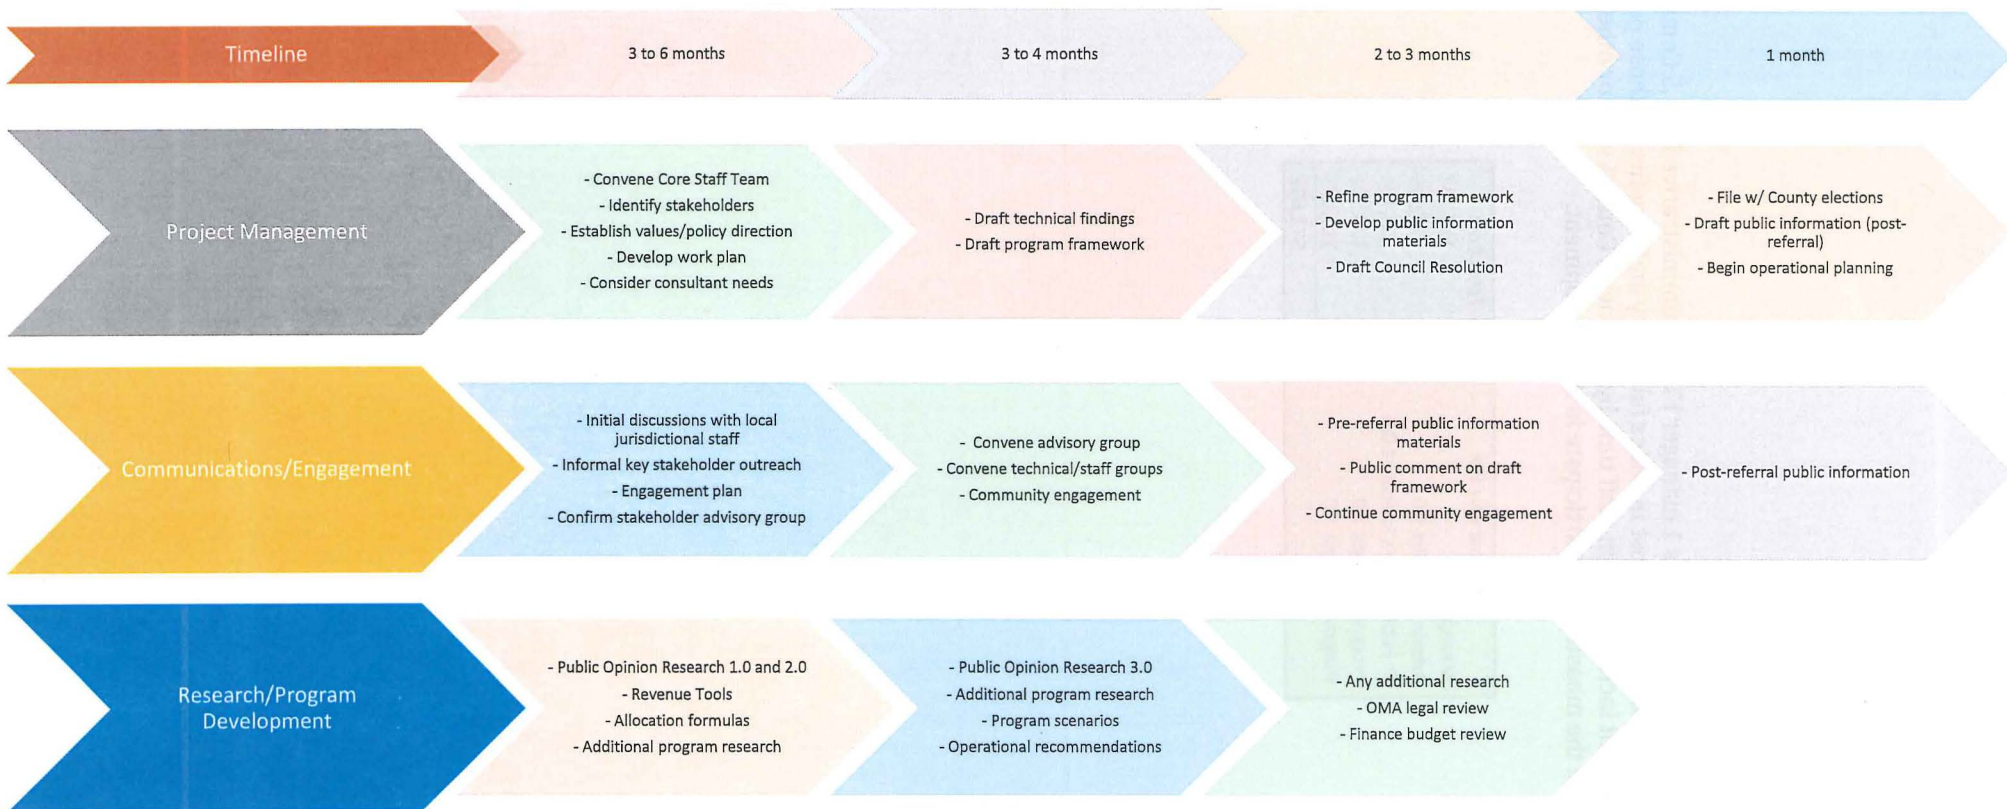 Timeline
3 to 6 months
3 to 4 months
2 to 3 months
1 month
Project Management
- Convene Core Staff Team
- Identify stakeholders
- Establish values/policy direction
- Develop work plan
- Consider consultant needs
- Draft technical findings
- Draft program framework
- Refine program framework
- Develop public information
materials
- Draft Council Resolution
- File w/ County elections
- Draft public information (post-
referral)
- Begin operational planning
Communications/Engagement
- Initial discussions with local
jurisdictional staff
- Informal key stakeholder outreach
- Engagement plan
- Confirm stakeholder advisory group
- Convene advisory group
- Convene technical/staff groups
- Community engagement
- Pre-referral public information
materials
- Public comment on draft
framework
- Continue community engagement
- Post-referral public information
Research/Program
Development
- Public Opinion Research 1.0 and 2.0
- Revenue Tools
- Allocation formulas
- Additional program research
- Public Opinion Research 3.0
- Additional program research
- Program scenarios
- Operational recommendations
- Any additional research
- OMA legal review
- Finance budget review